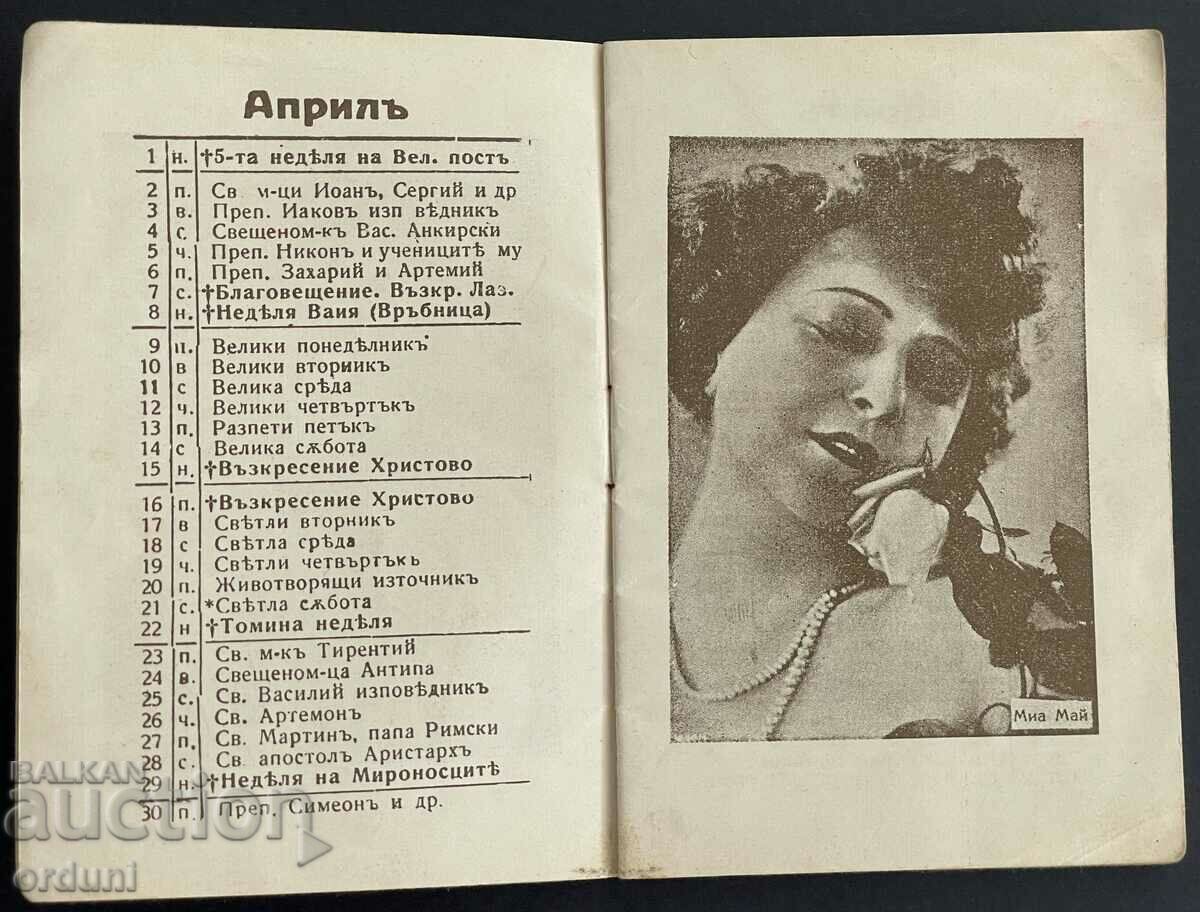 Априлъ
1 н. †5-та недѣля на Вел. постъ
2 п. Св. м-ци Иоанъ, Сергий и др
3 в. Преп. Иаковъ изп вѣдникъ
4 с. Свещеном-къ Вас. Анкирски
5 ч. Преп. Никонъ и ученицитѣ му
6 п. Преп. Захарий и Артемий
7 с. †Благовещение. Възкр. Лаз.
8 н. †Недѣля Ваия (Връбница)
9 п. Велики понедѣлникъ
10 в Велики вторникъ
11 с Велика срѣда
12 ч. Велики четвъртъкъ
13 п. Разпети петъкъ
14 с Велика сѫбота
15 н. †Възкресение Христово
16 п. †Възкресение Христово
17 в Свѣтли вторникъ
18 с Свѣтла срѣда
19 ч. Свѣтли четвъртъкъ
20 п. Животворящи източникъ
21 с. *Свѣтла сѫбота
22 н †Томина недѣля
23 п. Св. м-къ Тирентий
24 в. Свещеном-ца Антипа
25 с. Св. Василий изповѣдникъ
26 ч. Св. Артемонъ
27 п. Св. Мартинъ, папа Римски
28 с. Св. апостолъ Аристархъ
29 н. †Недѣля на Мироноситѣ
30 п. Преп. Симеонъ и др.
Миа Май
BALKAN
auction
orduni